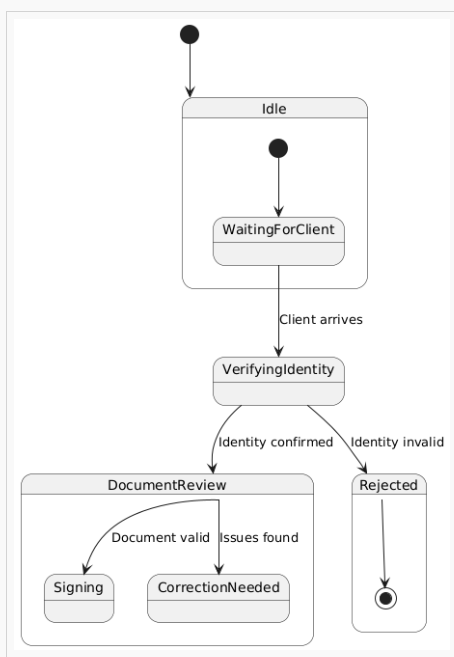 Idle
WaitingForClient
Client arrives
VerifyingIdentity
Identity confirmed
Identity invalid
DocumentReview
Rejected
Document valid
Issues found
Signing
CorrectionNeeded